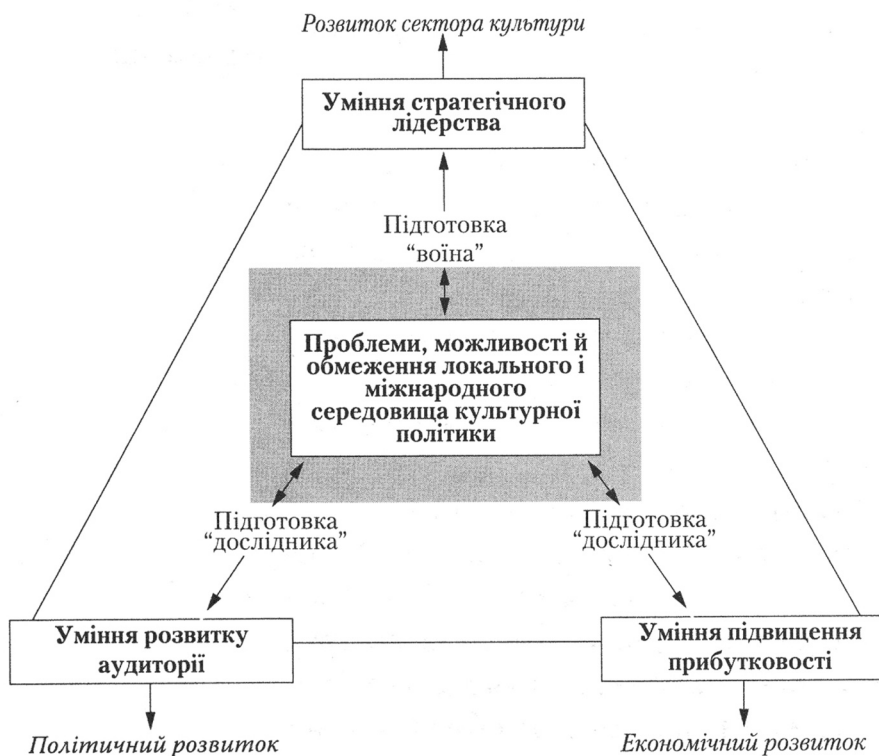 Розвиток сектора культури
Уміння стратегічного
лідерства
Підготовка
“воїна”
Проблеми, можливості й
обмеження локального і
міжнародного
середовища культурної
політики
Підготовка
“дослідника”
Підготовка
“дослідника”
Уміння розвитку
аудиторії
Уміння підвищення
прибутковості
Політичний розвиток
Економічний розвиток